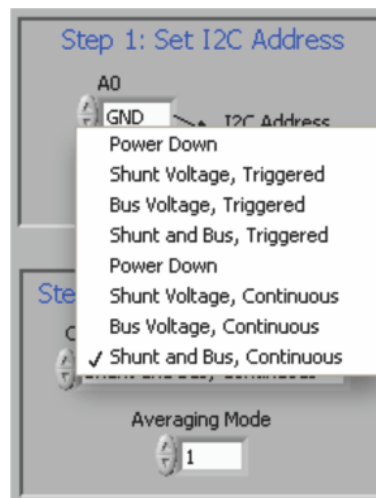 Step 1: Set I2C Address
A0
GND
I2C Address
Power Down
Shunt Voltage, Triggered
Bus Voltage, Triggered
Shunt and Bus, Triggered
Power Down
Shunt Voltage, Continuous
Bus Voltage, Continuous
Ste
C
✓ Shunt and Bus, Continuous
Averaging Mode
1